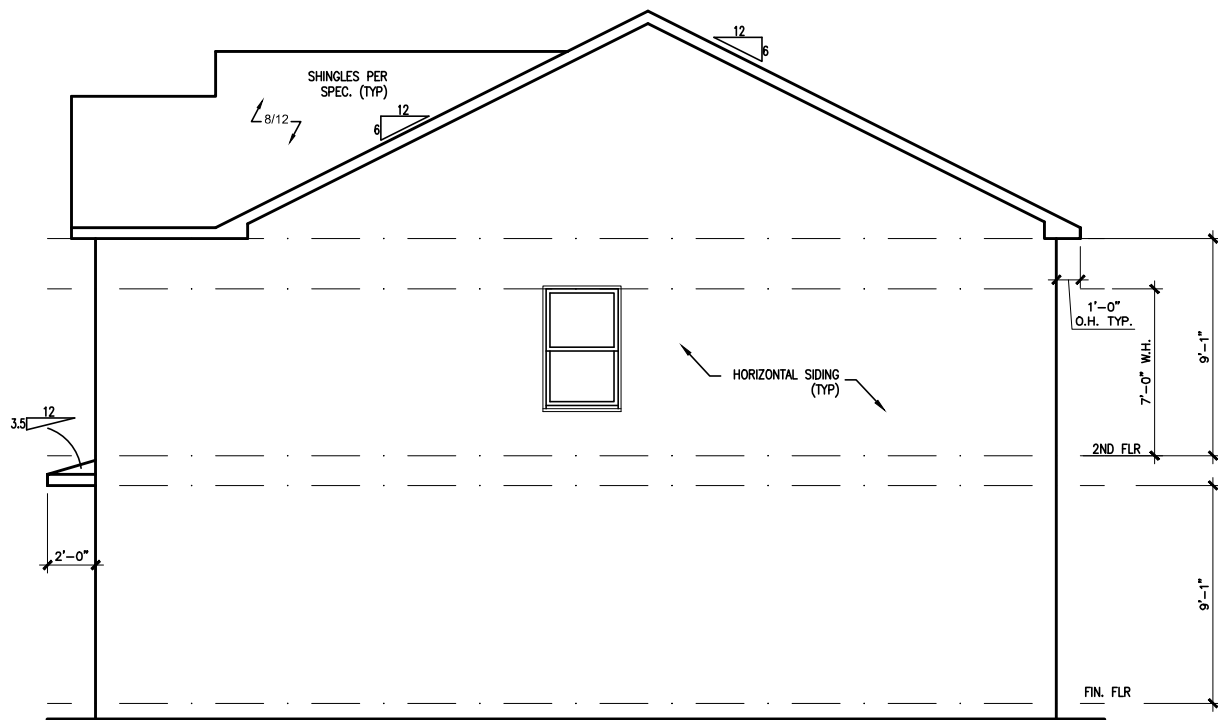 12
6
SHINGLES PER
SPEC. (TYP)
8/12
12
6
1'-0"
O.H. TYP.
7'-0" W.H.
9'-1"
HORIZONTAL SIDING
(TYP)
12
3.5
2ND FLR
2'-0"
9'-1"
FIN. FLR